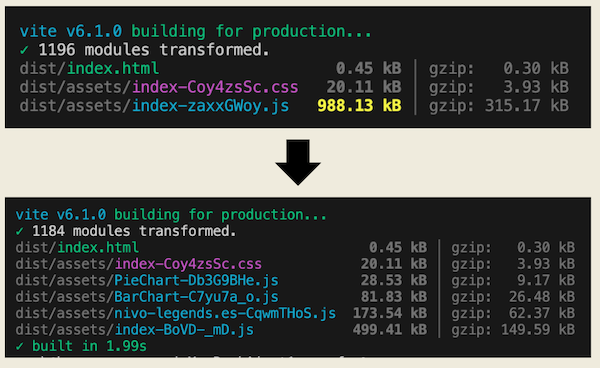 vite v6.1.0 building for production...
✓ 1196 modules transformed.
dist/index.html 0.45 kB │ gzip: 0.30 kB
dist/assets/index-Coy4zsSc.css 20.11 kB │ gzip: 3.93 kB
dist/assets/index-zaxxGWoy.js 988.13 kB │ gzip: 315.17 kB
vite v6.1.0 building for production...
✓ 1184 modules transformed.
dist/index.html 0.45 kB │ gzip: 0.30 kB
dist/assets/index-Coy4zsSc.css 20.11 kB │ gzip: 3.93 kB
dist/assets/PieChart-Db3G9BHe.js 28.53 kB │ gzip: 9.17 kB
dist/assets/BarChart-C7yu7a_o.js 81.83 kB │ gzip: 26.48 kB
dist/assets/nivo-legends.es-CqwmTHoS.js 173.54 kB │ gzip: 62.37 kB
dist/assets/index-BoVD-_mD.js 499.41 kB │ gzip: 149.59 kB
✓ built in 1.99s